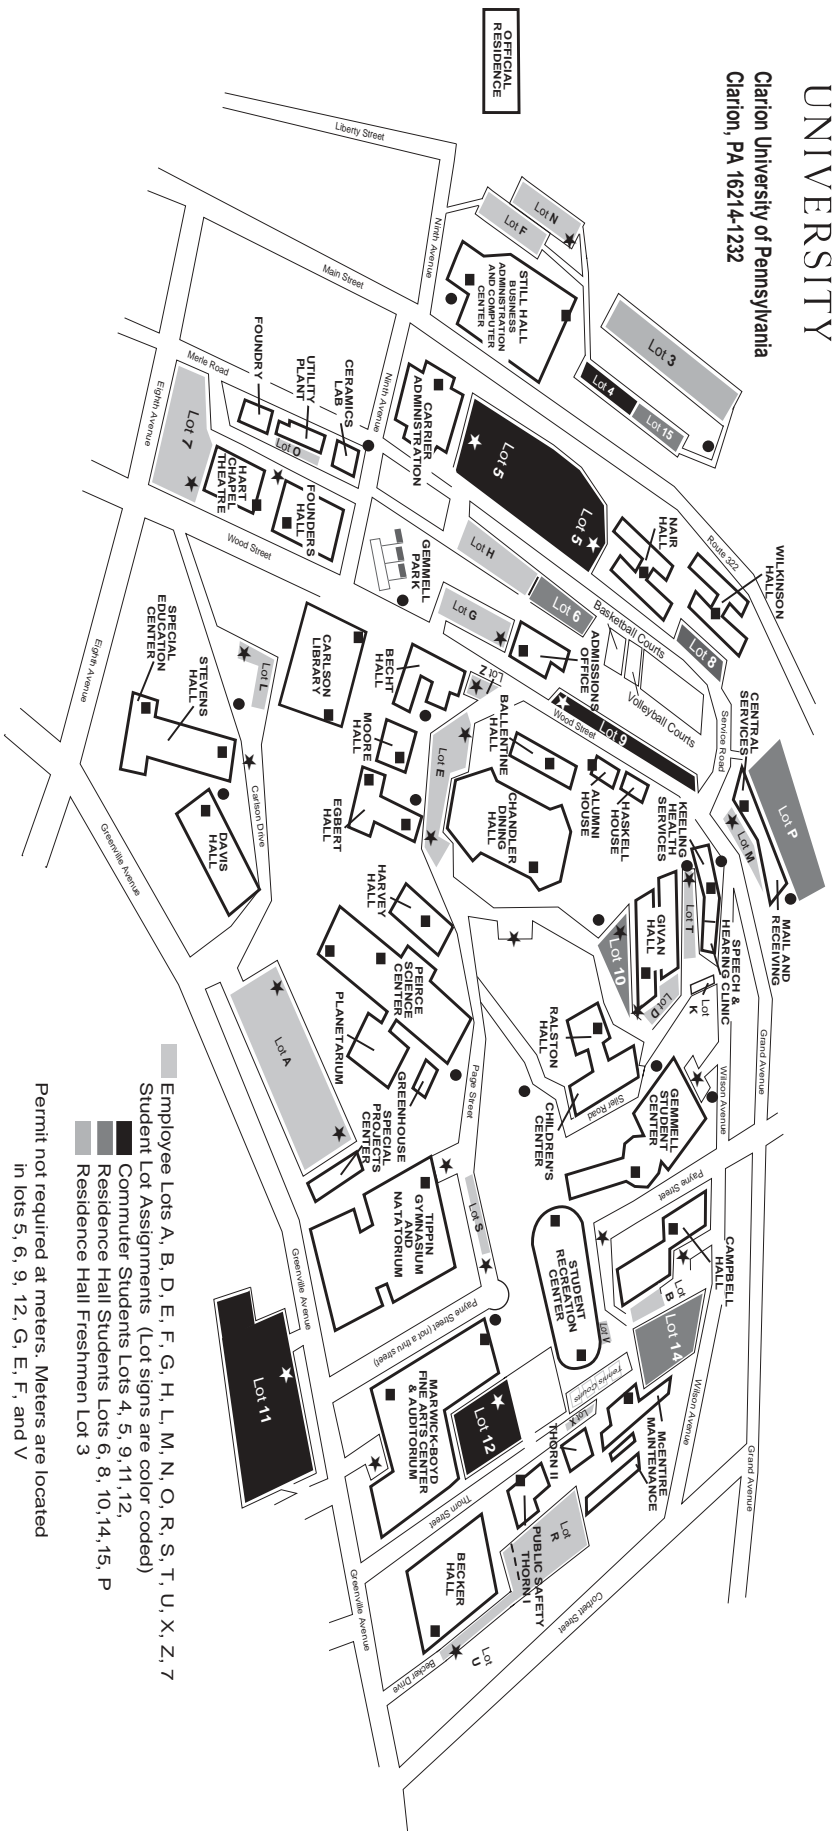 UNIVERSITY
Clarion University of Pennsylvania
Clarion, PA 16214-1232
OFFICIAL
RESIDENCE
Liberty Street
Ninth Avenue
Main Street
Lot N
Lot F
STILL HALL
BUSINESS
ADMINISTRATION
AND COMPUTER
CENTER
Lot 3
Lot 4
Lot 15
Merle Road
FOUNDRY
UTILITY
PLANT
CERAMICS
LAB
Ninth Avenue
CARRIER
ADMINISTRATION
Lot 5
Lot 5
NAIR
HALL
Route 322
WILKINSON
HALL
Eighth Avenue
Lot 7
Lot O
HART
CHAPEL
THEATRE
FOUNDERS
HALL
Wood Street
GEMMELL
PARK
Lot H
Lot 6
Lot G
Basketball Courts
Volleyball Courts
Lot 8
ADMISSIONS
OFFICE
Service Road
CENTRAL
SERVICES
Lot P
Lot 9
Wood Street
Lot Z
Lot M
MAIL AND
RECEIVING
Eighth Avenue
SPECIAL
EDUCATION
CENTER
STEVENS
HALL
Lot L
CARLSON
LIBRARY
BECHT
HALL
MOORE
HALL
EGBERT
HALL
Lot E
BALLENTINE
HALL
CHANDLER
DINING
HALL
ALUMNI
HOUSE
HASKELL
HOUSE
KEELING
HEALTH
SERVICES
SPEECH &
HEARING CLINIC
Lot T
GIVAN
HALL
Lot 10
Lot D
Lot
K
Carlson Drive
DAVIS
HALL
Greenville Avenue
HARVEY
HALL
PEIRCE
SCIENCE
CENTER
PLANETARIUM
GREENHOUSE
SPECIAL
PROJECTS
CENTER
Lot A
Page Street
RALSTON
HALL
CHILDREN'S
CENTER
Siler Road
GEMMELL
STUDENT
CENTER
Wilson Avenue
Grand Avenue
Payne Street
TIPPIN
GYMNASIUM
AND
NATATORIUM
Lot S
STUDENT
RECREATION
CENTER
Lot V
CAMPBELL
HALL
Lot
B
Lot 14
Greenville Avenue
Payne Street (not a thru street)
Lot 11
MARWICK-BOYD
FINE ARTS CENTER
& AUDITORIUM
Lot 12
Tennis Courts
Lot X
THORN II
McENTIRE
MAINTENANCE
Wilson Avenue
Grand Avenue
Thorn Street
PUBLIC SAFETY
THORN I
Lot
R
BECKER
HALL
Greenville Avenue
Becker Drive
Lot
U
Corbett Street
Employee Lots A, B, D, E, F, G, H, L, M, N, O, R, S, T, U, X, Z, 7
Student Lot Assignments (Lot signs are color coded)
Commuter Students Lots 4, 5, 9,11,12,
Residence Hall Students Lots 6, 8, 10,14,15, P
Residence Hall Freshmen Lot 3
Permit not required at meters. Meters are located
in lots 5, 6, 9, 12, G, E, F, and V